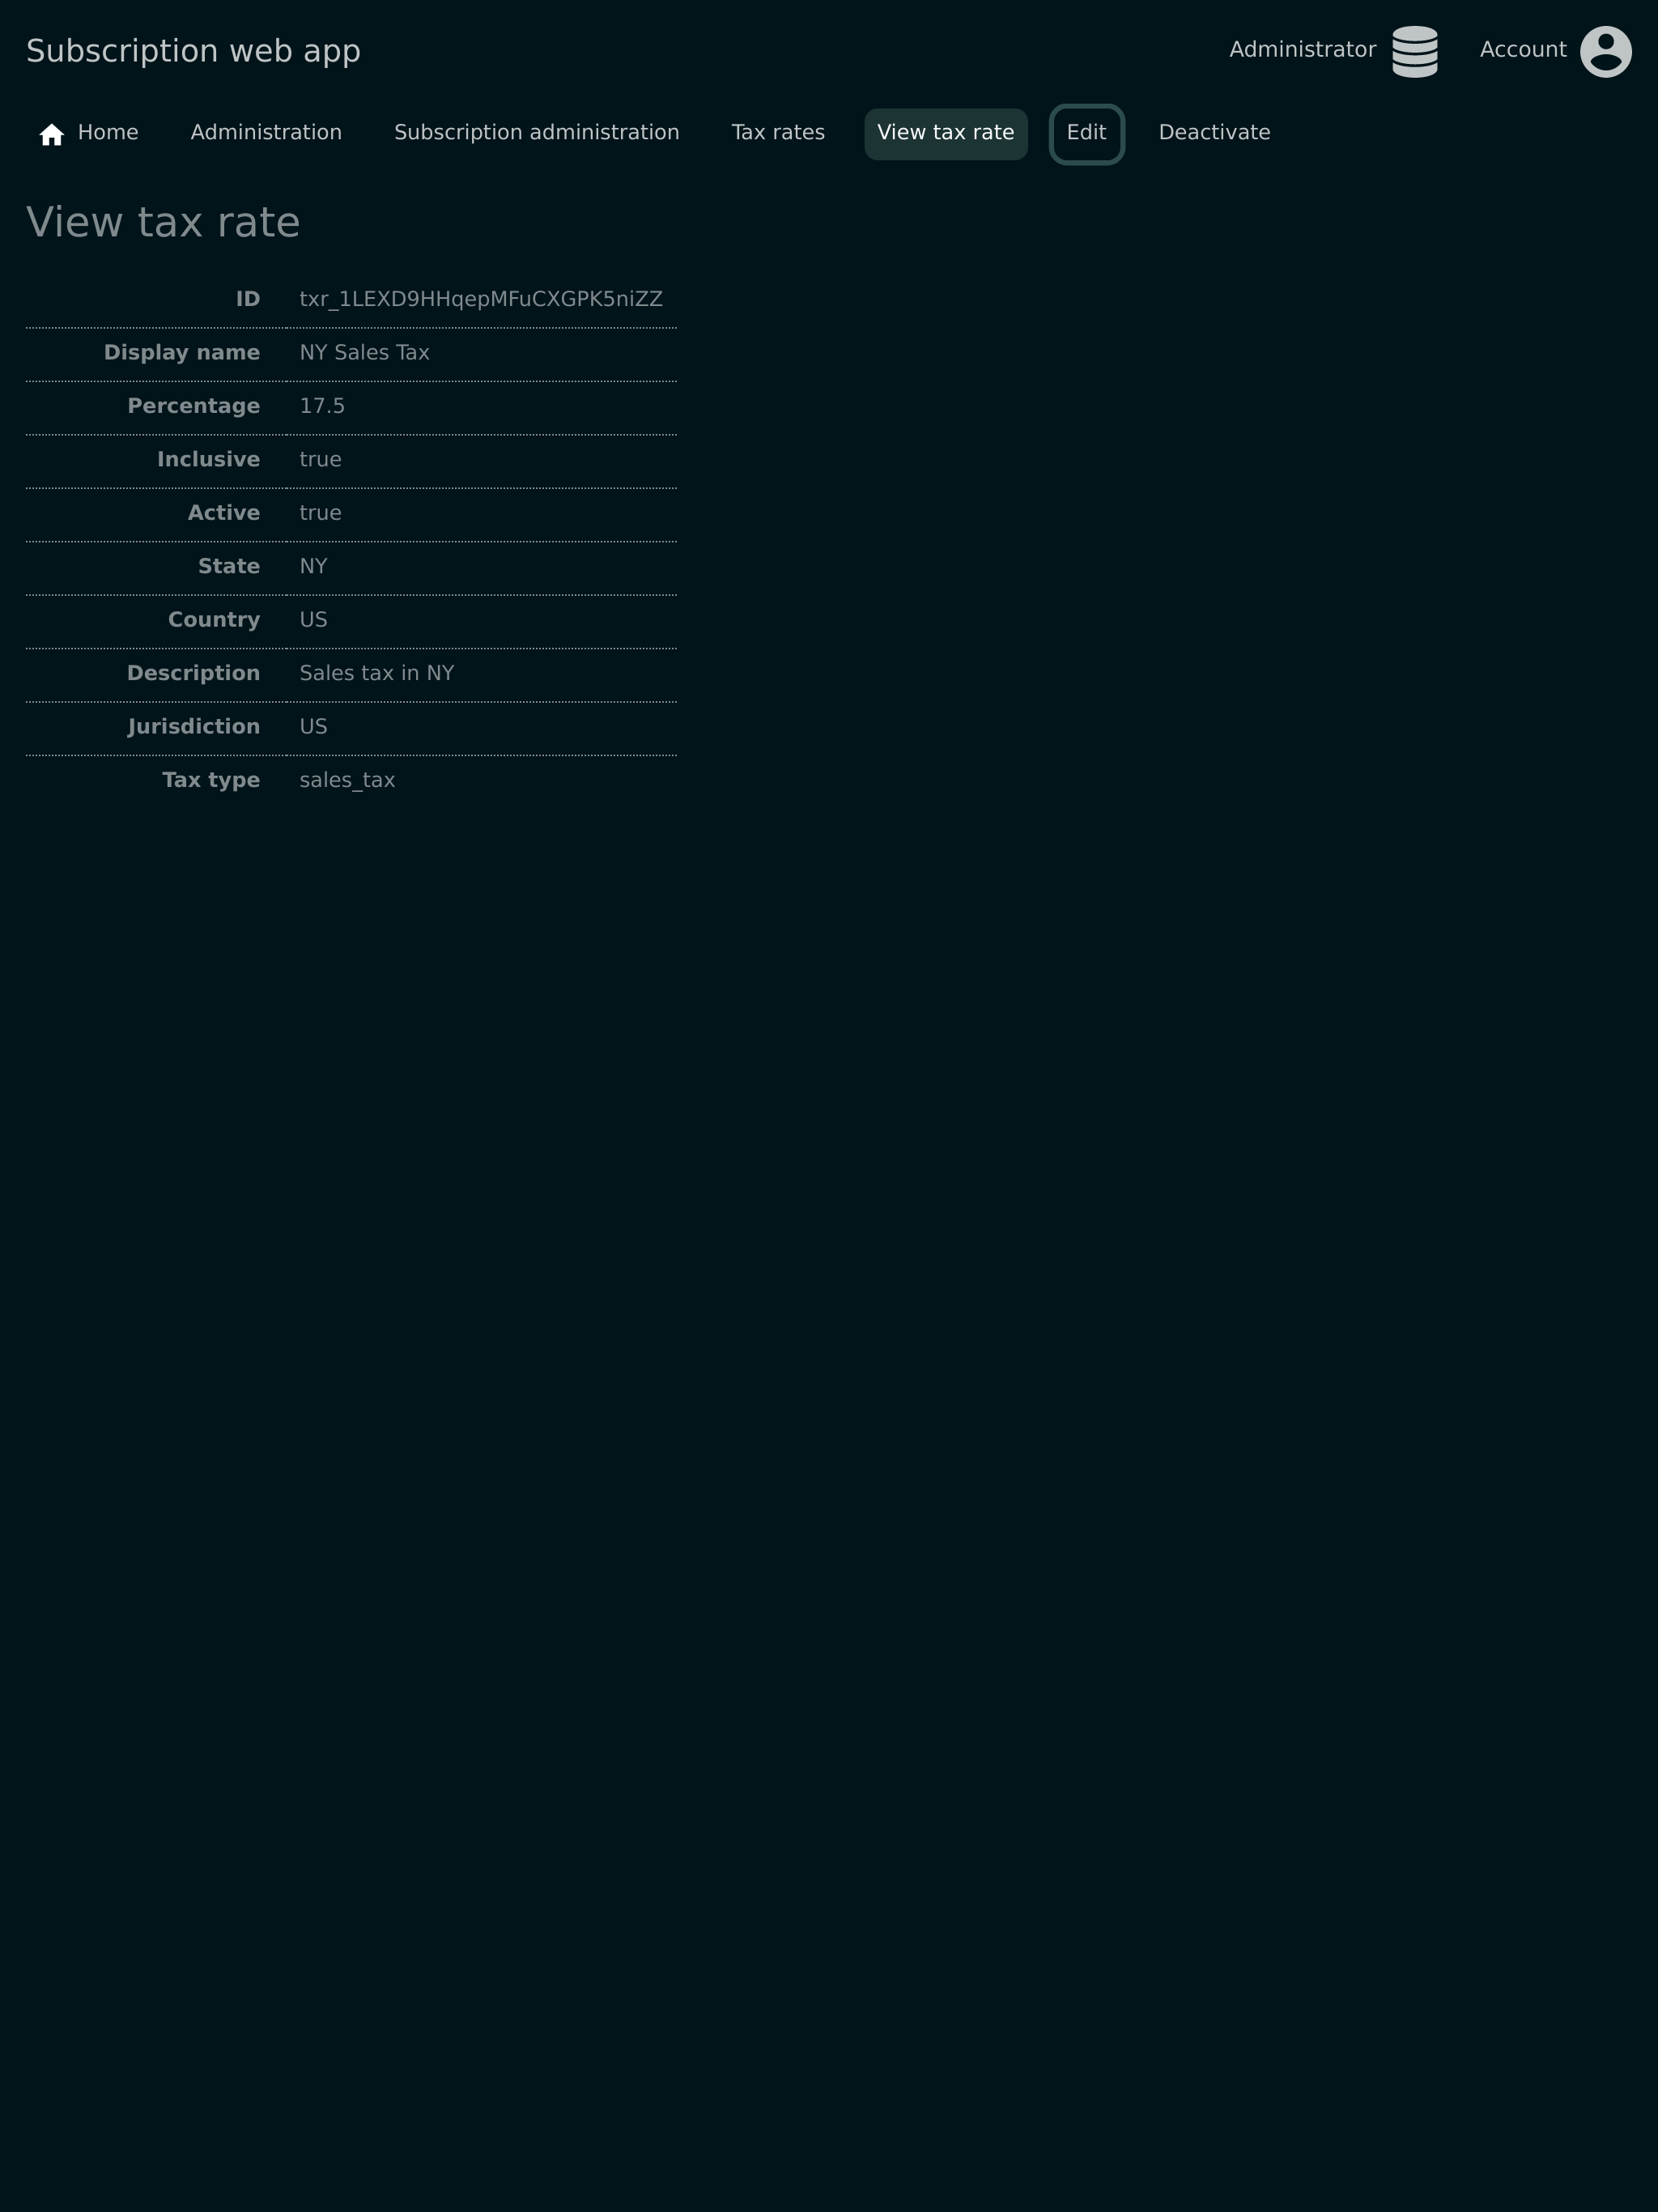 Subscription web app
Administrator
Account
Home Administration Subscription administration Tax rates View tax rate Edit Deactivate
View tax rate
ID txr_1LEXD9HHqepMFuCXGPK5niZZ
Display name NY Sales Tax
Percentage 17.5
Inclusive true
Active true
State NY
Country US
Description Sales tax in NY
Jurisdiction US
Tax type sales_tax